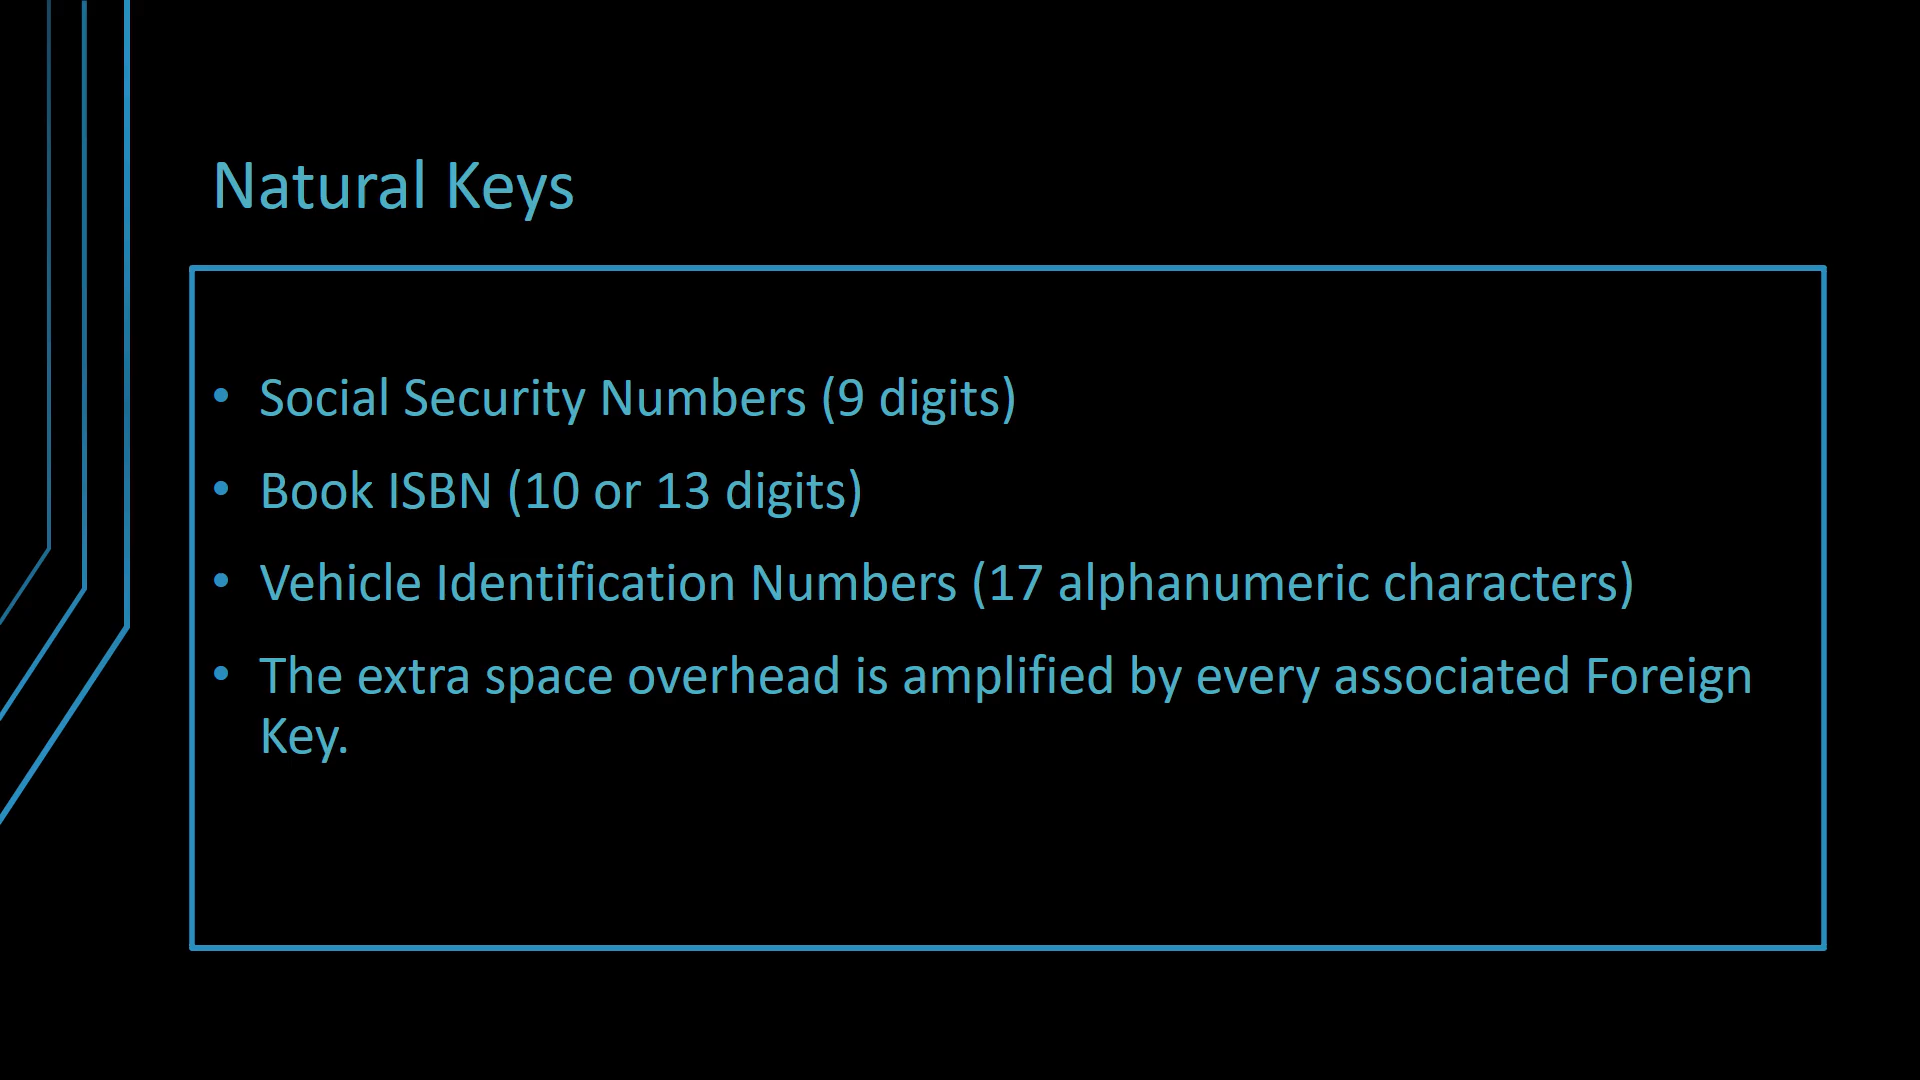 Natural Keys
• Social Security Numbers (9 digits)
• Book ISBN (10 or 13 digits)
• Vehicle Identification Numbers (17 alphanumeric characters)
• The extra space overhead is amplified by every associated Foreign
Key.